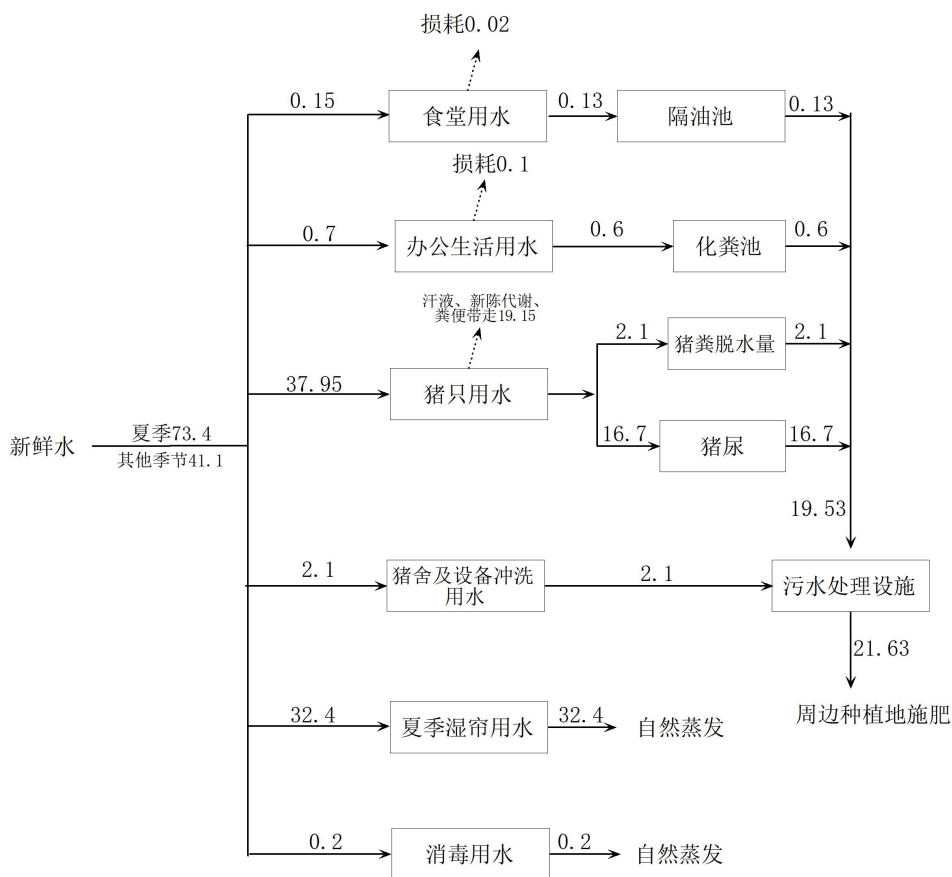 损耗0.02
0.15
食堂用水
0.13
隔油池
0.13
损耗0.1
0.7
办公生活用水
0.6
化粪池
0.6
汗液、新陈代谢、
粪便带走19.15
37.95
猪只用水
2.1
猪粪脱水量
2.1
16.7
猪尿
16.7
新鲜水
夏季73.4
其他季节41.1
19.53
2.1
猪舍及设备冲洗
用水
2.1
污水处理设施
21.63
周边种植地施肥
32.4
夏季湿帘用水
32.4
自然蒸发
0.2
消毒用水
0.2
自然蒸发